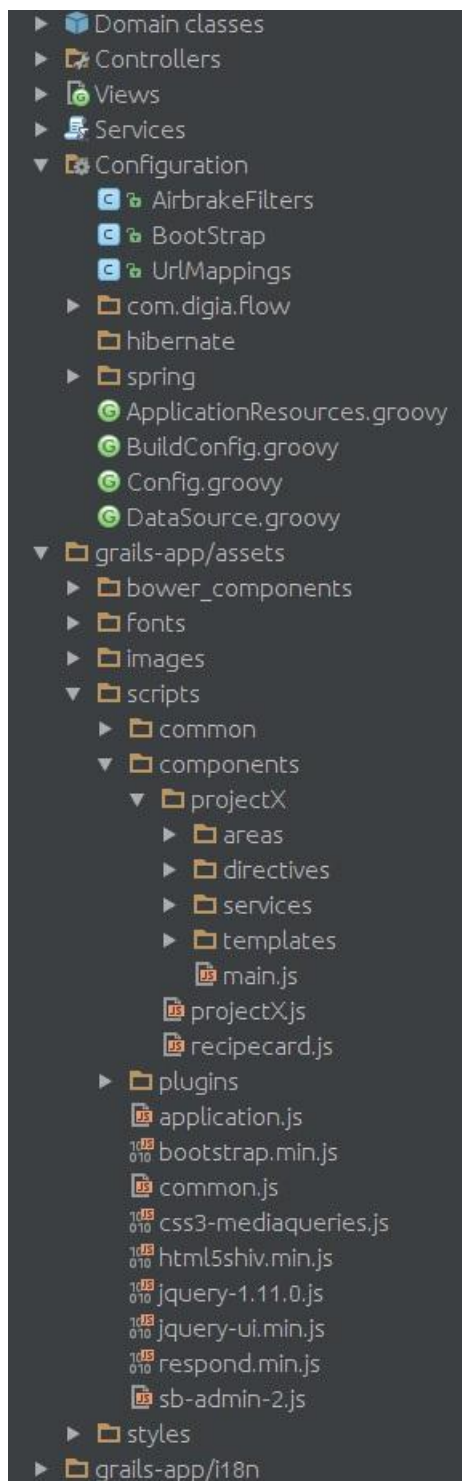 Domain classes
Controllers
Views
Services
Configuration
AirbrakeFilters
BootStrap
UrlMappings
com.digia.flow
hibernate
spring
ApplicationResources.groovy
BuildConfig.groovy
Config.groovy
DataSource.groovy
grails-app/assets
bower_components
fonts
images
scripts
common
components
projectX
areas
directives
services
templates
main.js
projectX.js
recipecard.js
plugins
application.js
bootstrap.min.js
common.js
css3-mediaqueries.js
html5shiv.min.js
jquery-1.11.0.js
jquery-ui.min.js
respond.min.js
sb-admin-2.js
styles
grails-app/i18n